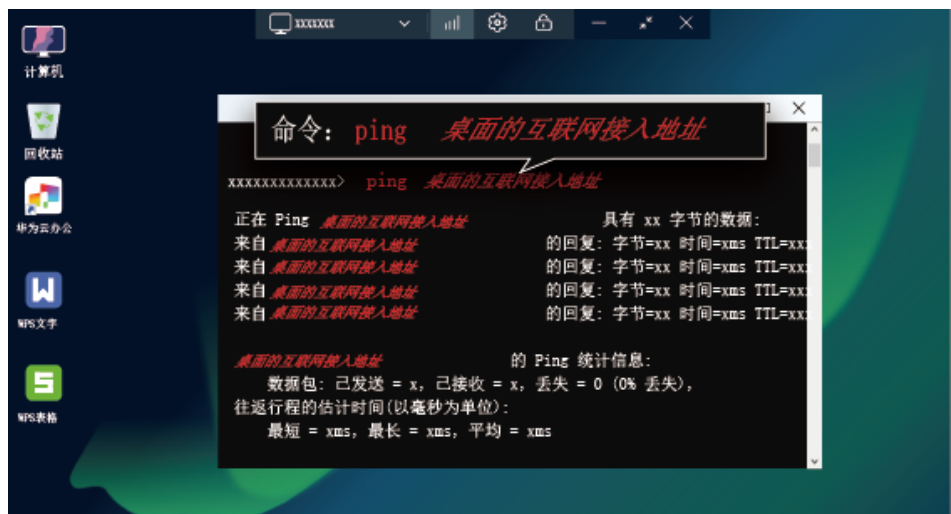 xxxxxxx
计算机
回收站
华为云办公
WPS文字
WPS表格
命令: ping 桌面的互联网接入地址
xxxxxxxxxxxxx> ping 桌面的互联网接入地址
正在 Ping 桌面的互联网接入地址 具有 xx 字节的数据:
来自 桌面的互联网接入地址 的回复: 字节=xx 时间=xms TTL=xx
来自 桌面的互联网接入地址 的回复: 字节=xx 时间=xms TTL=xx
来自 桌面的互联网接入地址 的回复: 字节=xx 时间=xms TTL=xx
来自 桌面的互联网接入地址 的回复: 字节=xx 时间=xms TTL=xx
桌面的互联网接入地址 的 Ping 统计信息:
数据包: 已发送 = x, 已接收 = x, 丢失 = 0 (0% 丢失),
往返行程的估计时间(以毫秒为单位):
最短 = xms, 最长 = xms, 平均 = xms